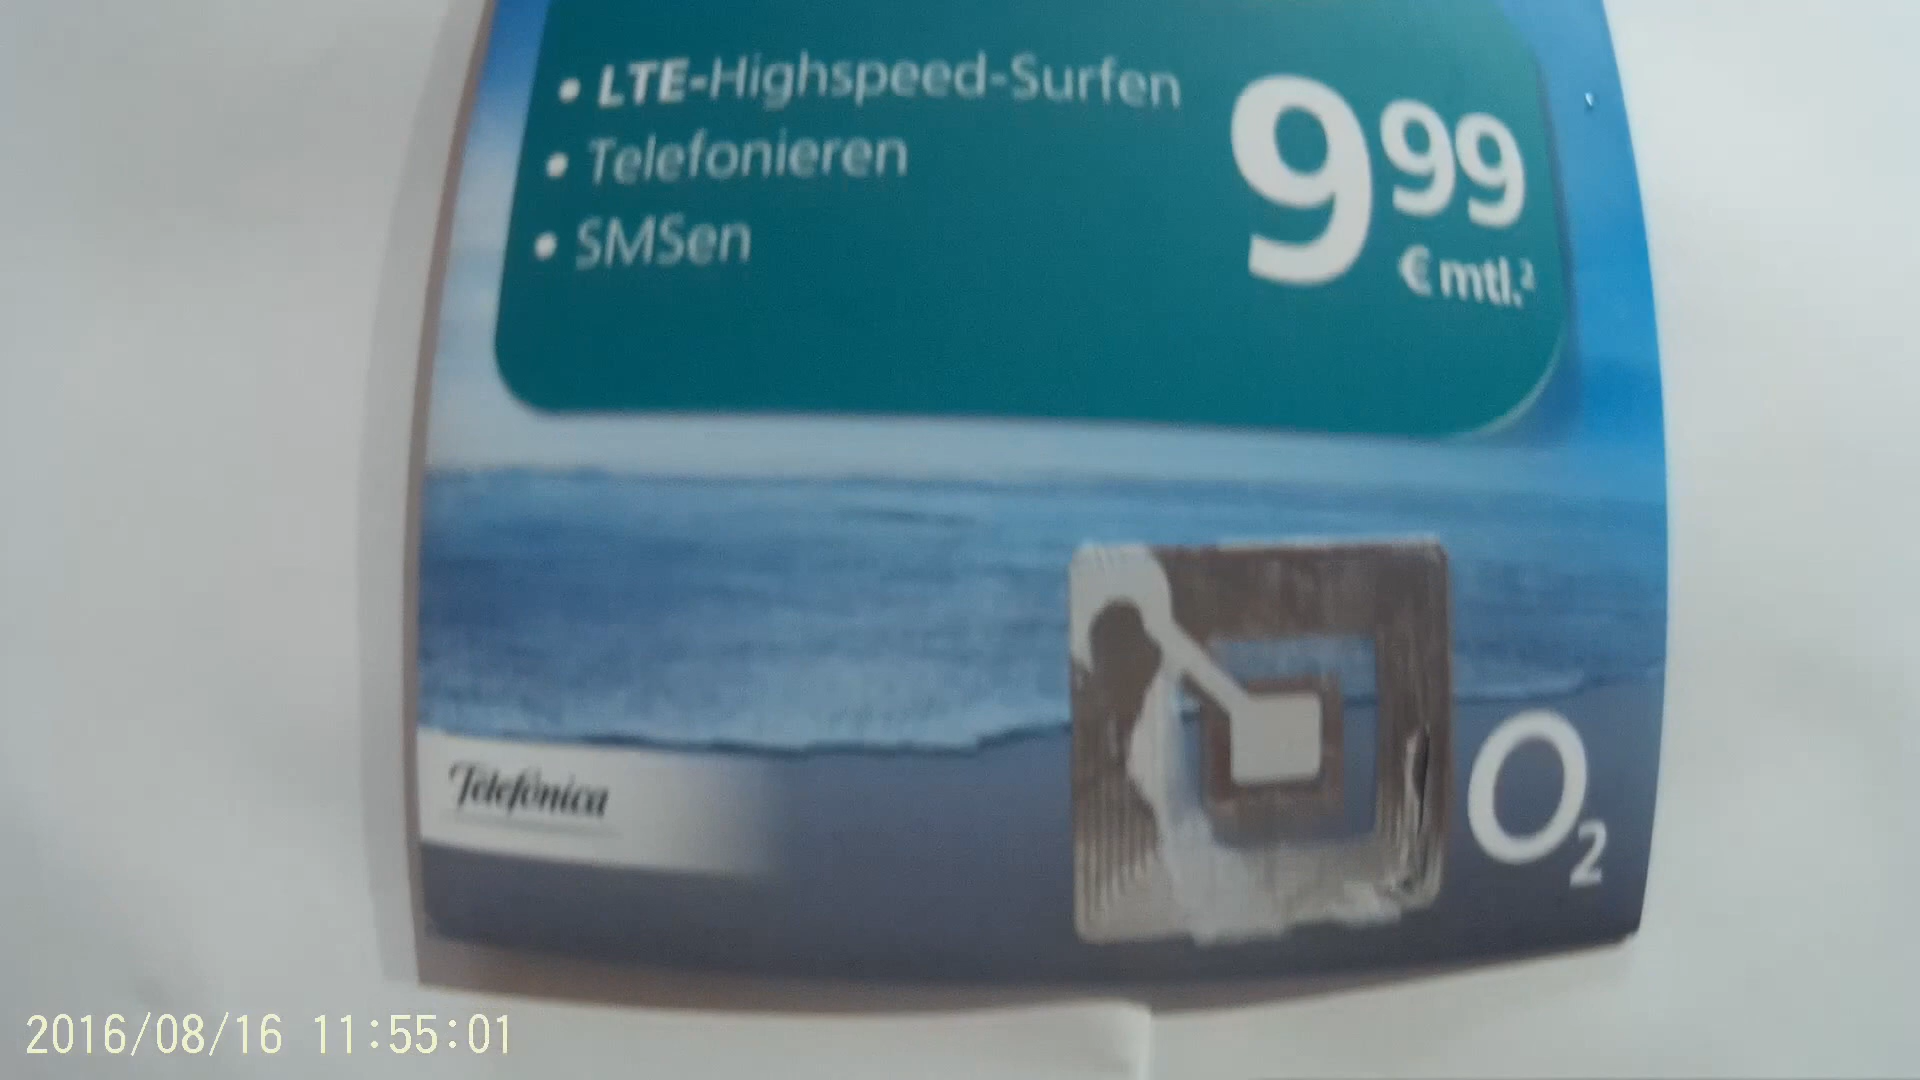 • LTE-Highspeed-Surfen
• Telefonieren
• SMSen
9 99
€ mtl.²
Telefónica
O₂
2016/08/16 11:55:01